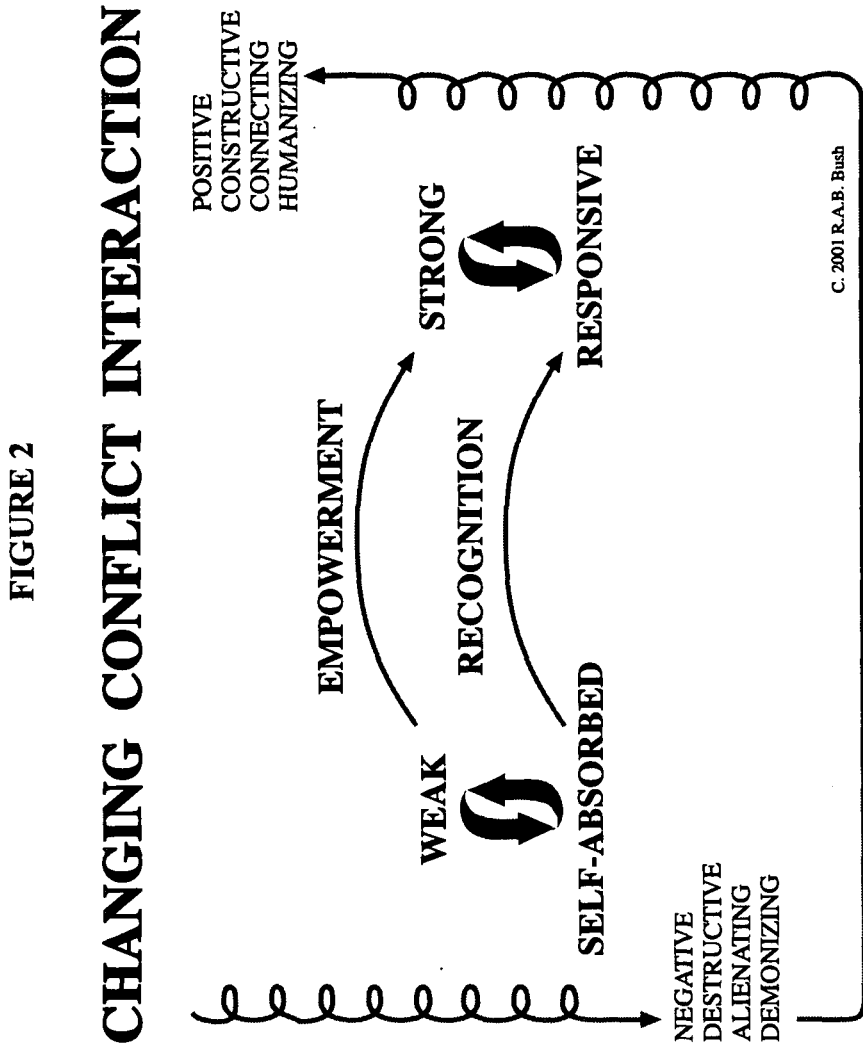 FIGURE 2
CHANGING CONFLICT INTERACTION
POSITIVE
CONSTRUCTIVE
CONNECTING
HUMANIZING
EMPOWERMENT
WEAK
STRONG
RECOGNITION
SELF-ABSORBED
RESPONSIVE
NEGATIVE
DESTRUCTIVE
ALIENATING
DEMONIZING
C. 2001 R.A.B. Bush